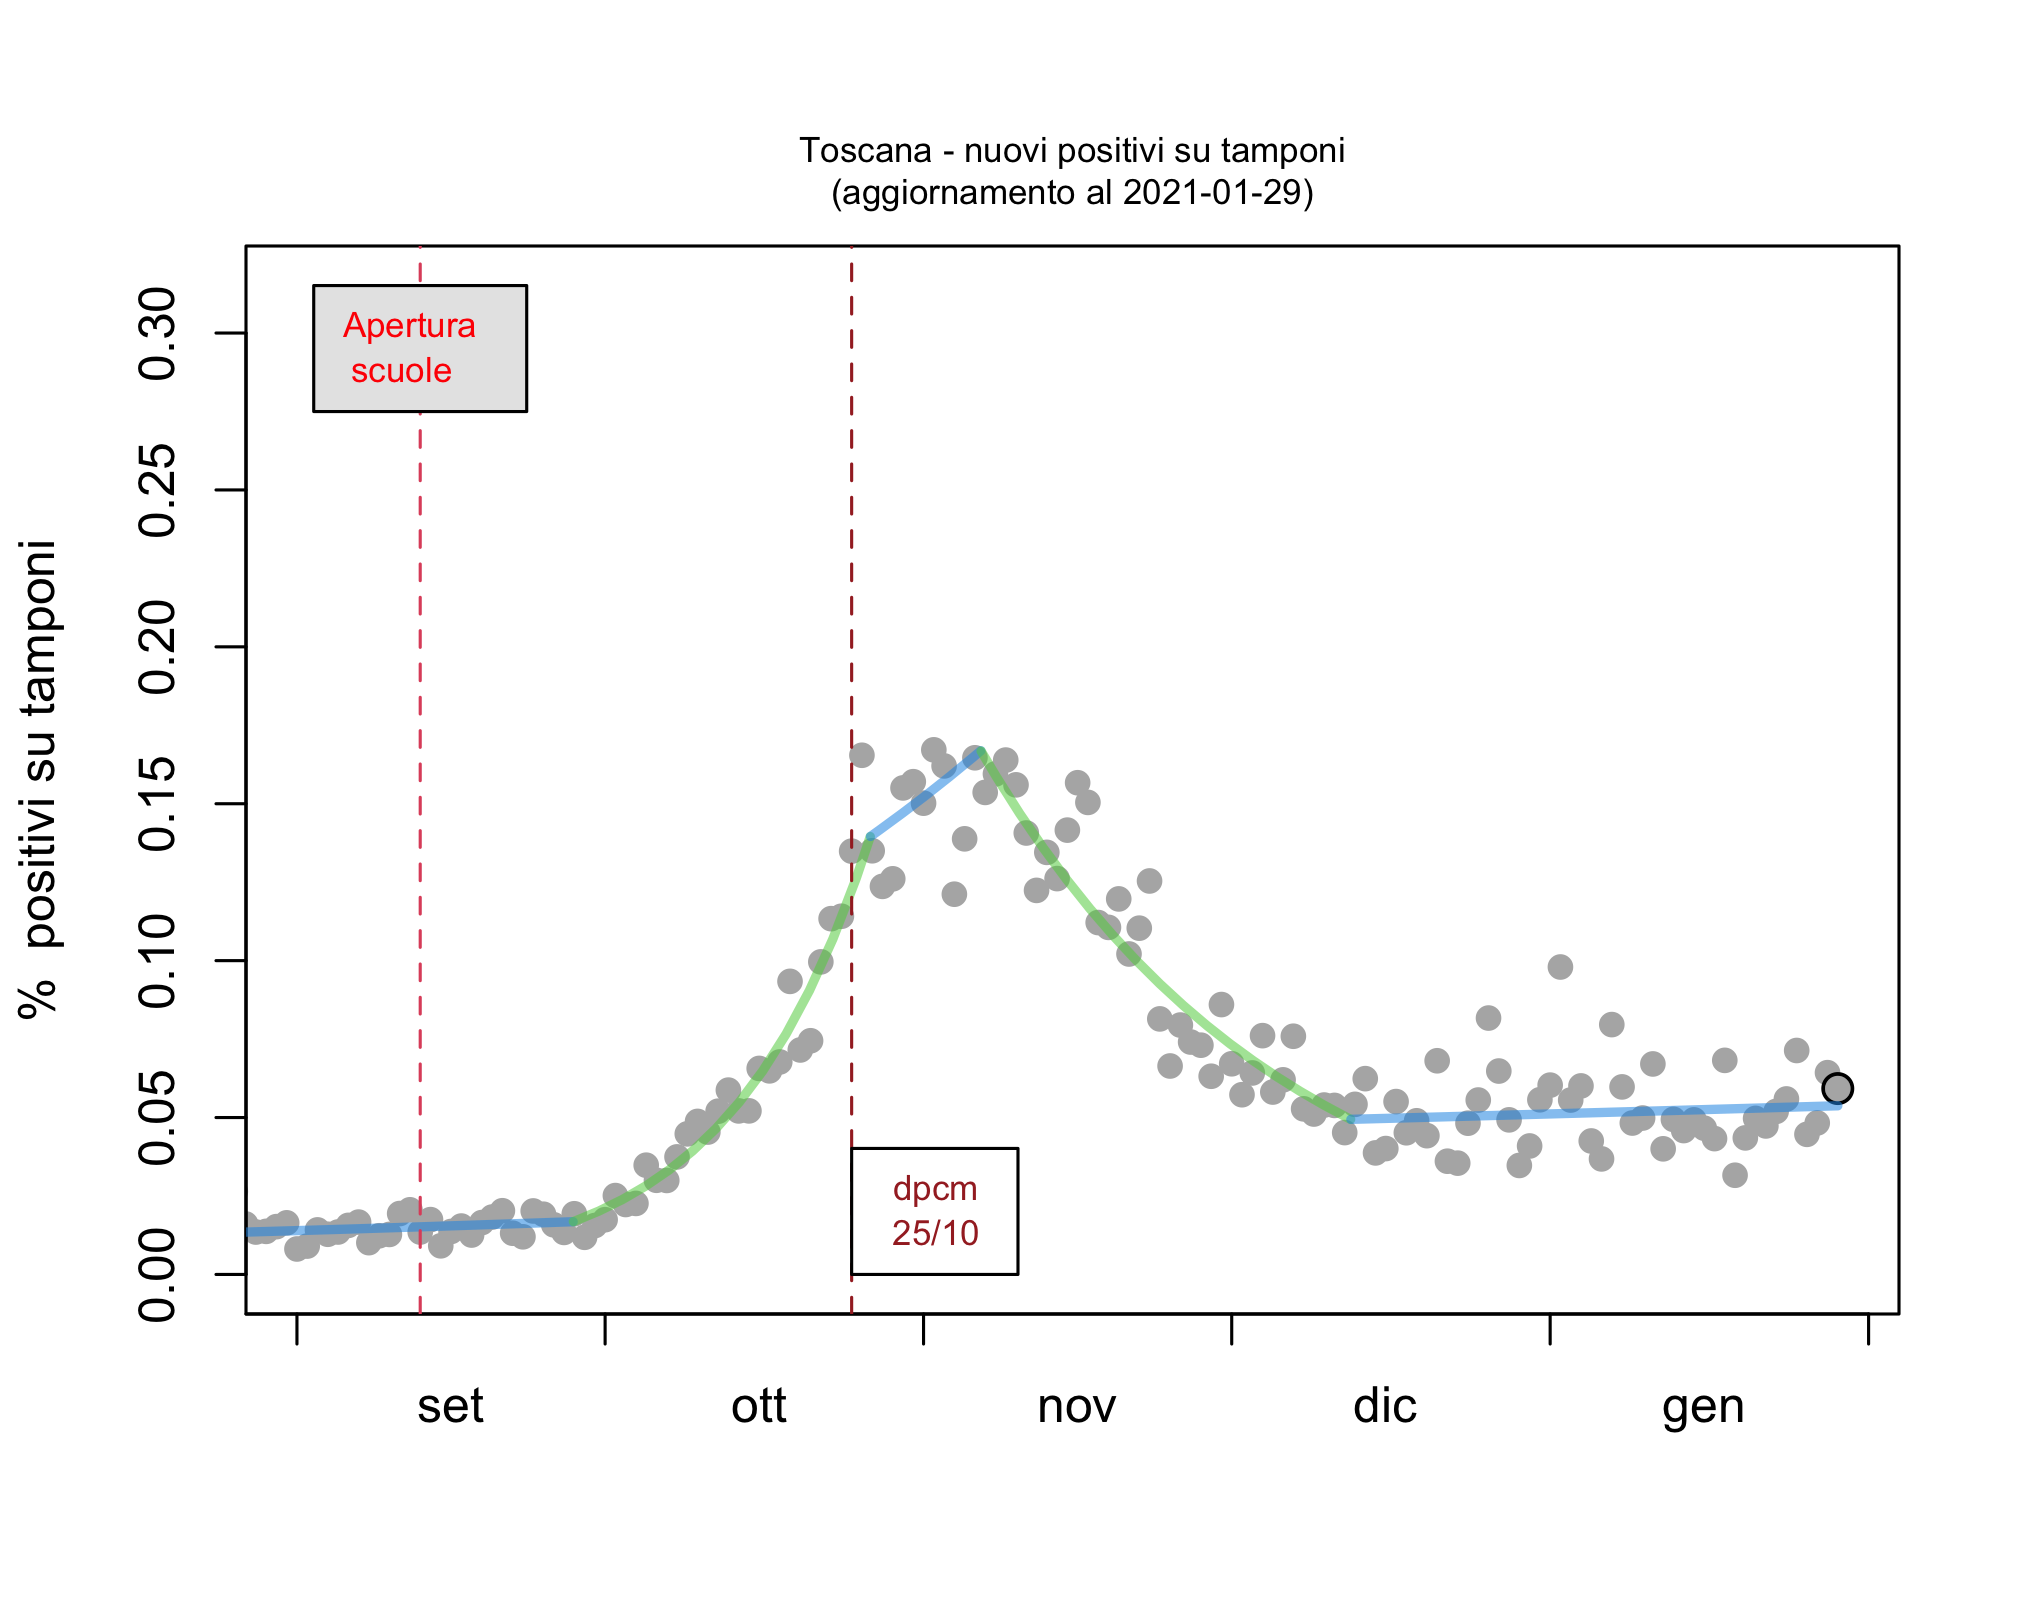 Toscana - nuovi positivi su tamponi
(aggiornamento al 2021-01-29)
% positivi su tamponi
0.30
0.25
0.20
0.15
0.10
0.05
0.00
Apertura
scuole
dpcm
25/10
set
ott
nov
dic
gen